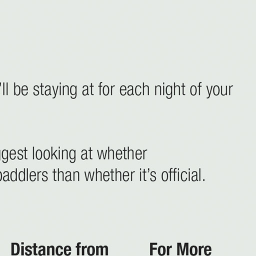 'll be staying at for each night of your
gest looking at whether
paddlers than whether it's official.
Distance from For More